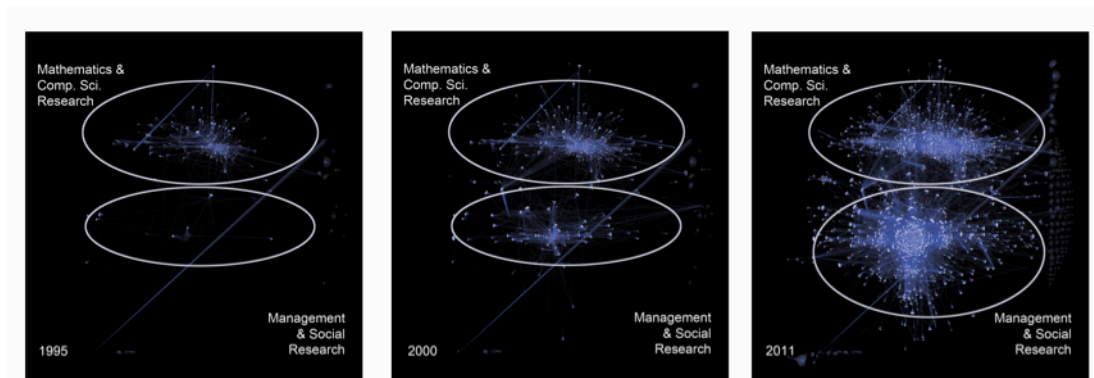 Mathematics &
Comp. Sci.
Research
Management
& Social
Research
1995
Mathematics &
Comp. Sci.
Research
Management
& Social
Research
2000
Mathematics &
Comp. Sci.
Research
Management
& Social
Research
2011